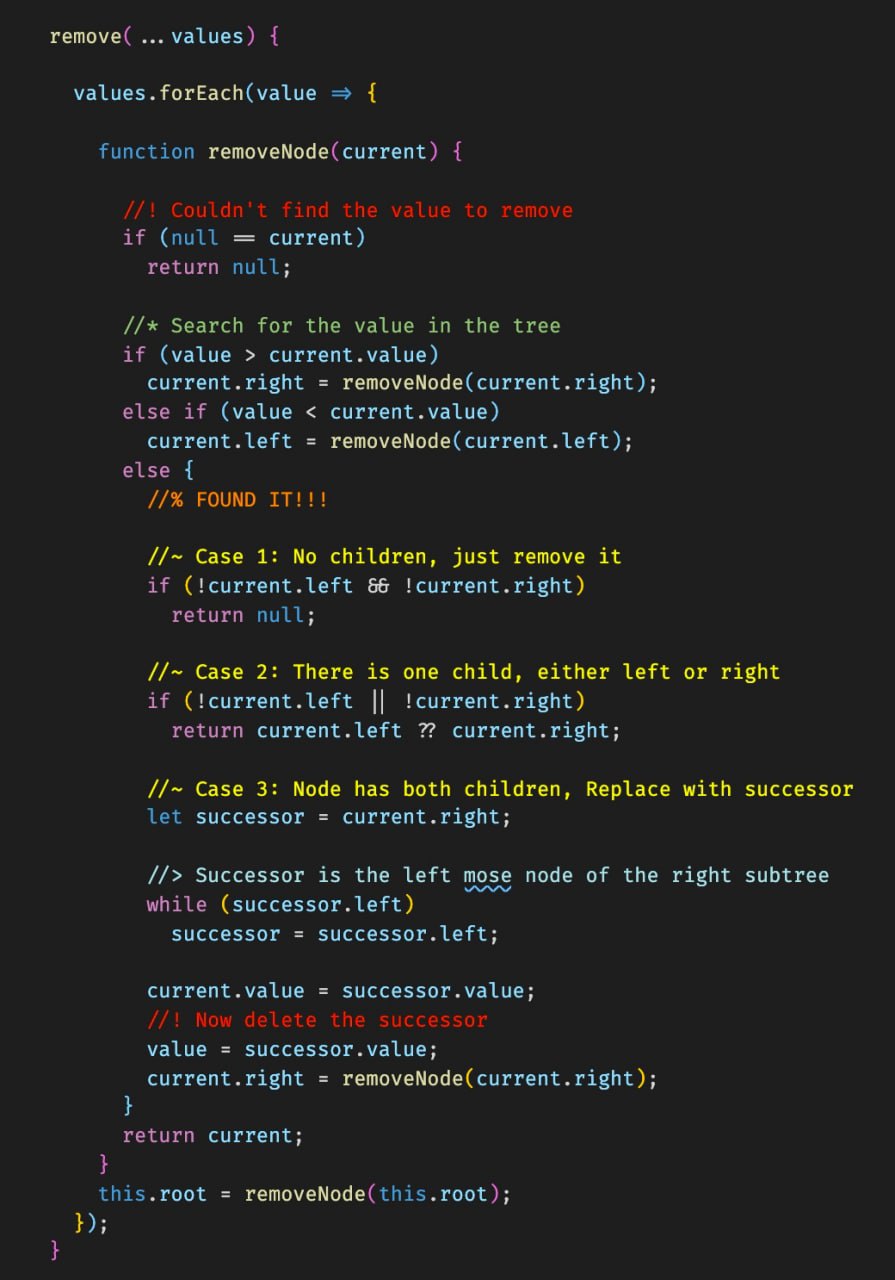 remove(...values) {
values.forEach(value => {
function removeNode(current) {
//! Couldn't find the value to remove
if (null == current)
return null;
//* Search for the value in the tree
if (value > current.value)
current.right = removeNode(current.right);
else if (value < current.value)
current.left = removeNode(current.left);
else {
//% FOUND IT!!!
//~ Case 1: No children, just remove it
if (!current.left && !current.right)
return null;
//~ Case 2: There is one child, either left or right
if (!current.left || !current.right)
return current.left ?? current.right;
//~ Case 3: Node has both children, Replace with successor
let successor = current.right;
//> Successor is the left mose node of the right subtree
while (successor.left)
successor = successor.left;
current.value = successor.value;
//! Now delete the successor
value = successor.value;
current.right = removeNode(current.right);
}
return current;
}
this.root = removeNode(this.root);
});
}